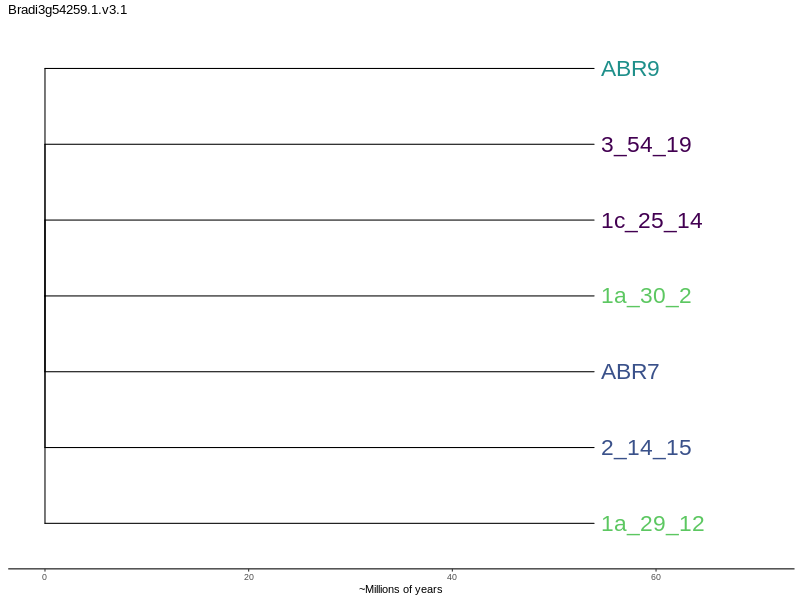 Bradi3g54259.1.v3.1
ABR9
3_54_19
1c_25_14
1a_30_2
ABR7
2_14_15
1a_29_12
0 20 40 60
~Millions of years